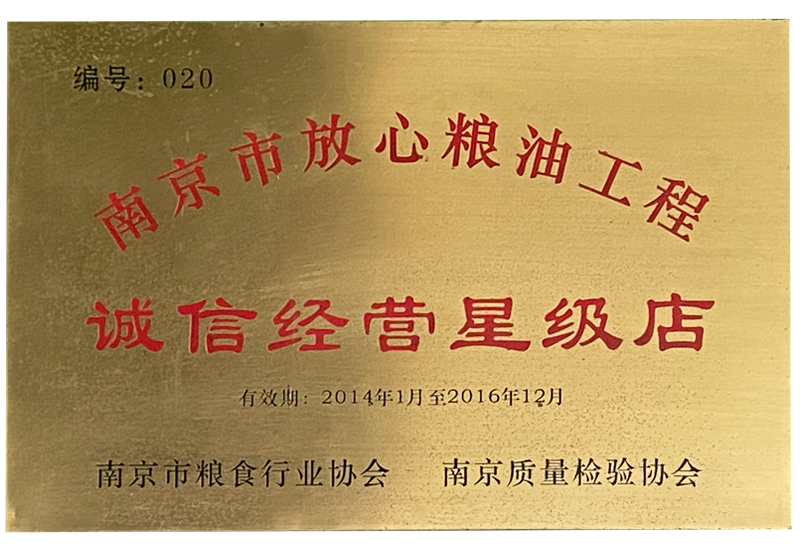 编号：020
南京市放心粮油工程
诚信经营星级店
有效期：2014年1月至2016年12月
南京市粮食行业协会 南京质量检验协会